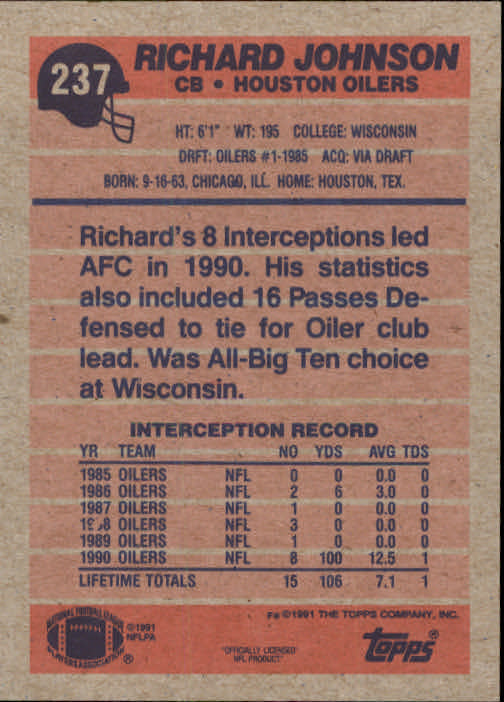 237
RICHARD JOHNSON
CB • HOUSTON OILERS
HT: 6'1" WT: 195 COLLEGE: WISCONSIN
DRFT: OILERS #1-1985 ACQ: VIA DRAFT
BORN: 9-16-63, CHICAGO, ILL. HOME: HOUSTON, TEX.
Richard's 8 Interceptions led
AFC in 1990. His statistics
also included 16 Passes De-
fensed to tie for Oiler club
lead. Was All-Big Ten choice
at Wisconsin.
INTERCEPTION RECORD
YR TEAM NO YDS AVG TDS
1985 OILERS NFL 0 0 0.0 0
1986 OILERS NFL 2 6 3.0 0
1987 OILERS NFL 1 0 0.0 0
1988 OILERS NFL 3 0 0.0 0
1989 OILERS NFL 1 0 0.0 0
1990 OILERS NFL 8 100 12.5 1
LIFETIME TOTALS 15 106 7.1 1
NATIONAL FOOTBALL LEAGUE
PLAYERS ASSOCIATION ®
©1991
NFLPA
F* ©1991 THE TOPPS COMPANY, INC.
"OFFICIALLY LICENSED
NFL PRODUCT"
topps®